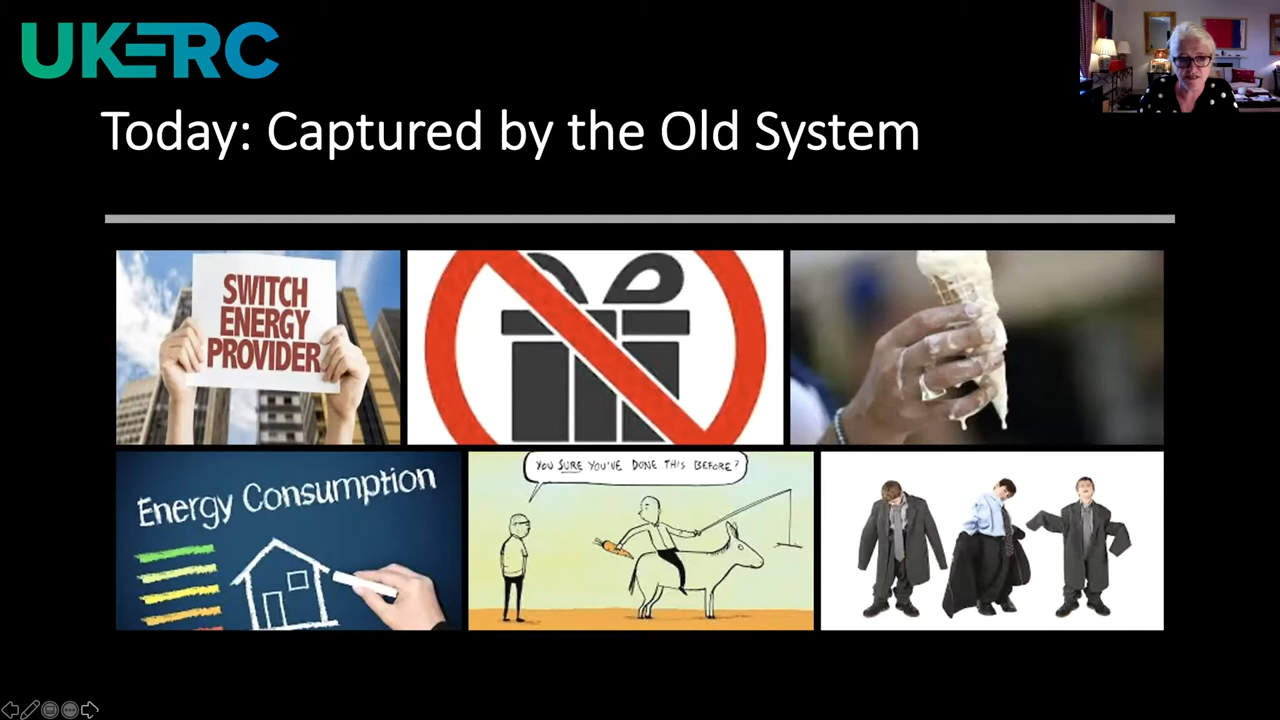 UKERC
Today: Captured by the Old System
SWITCH
ENERGY
PROVIDER
Energy Consumption
YOU SURE YOU'VE DONE THIS BEFORE?